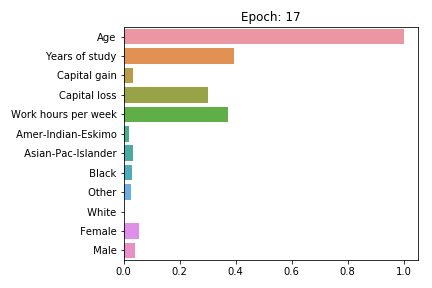 Epoch: 17
Age
Years of study
Capital gain
Capital loss
Work hours per week
Amer-Indian-Eskimo
Asian-Pac-Islander
Black
Other
White
Female
Male
0.0 0.2 0.4 0.6 0.8 1.0